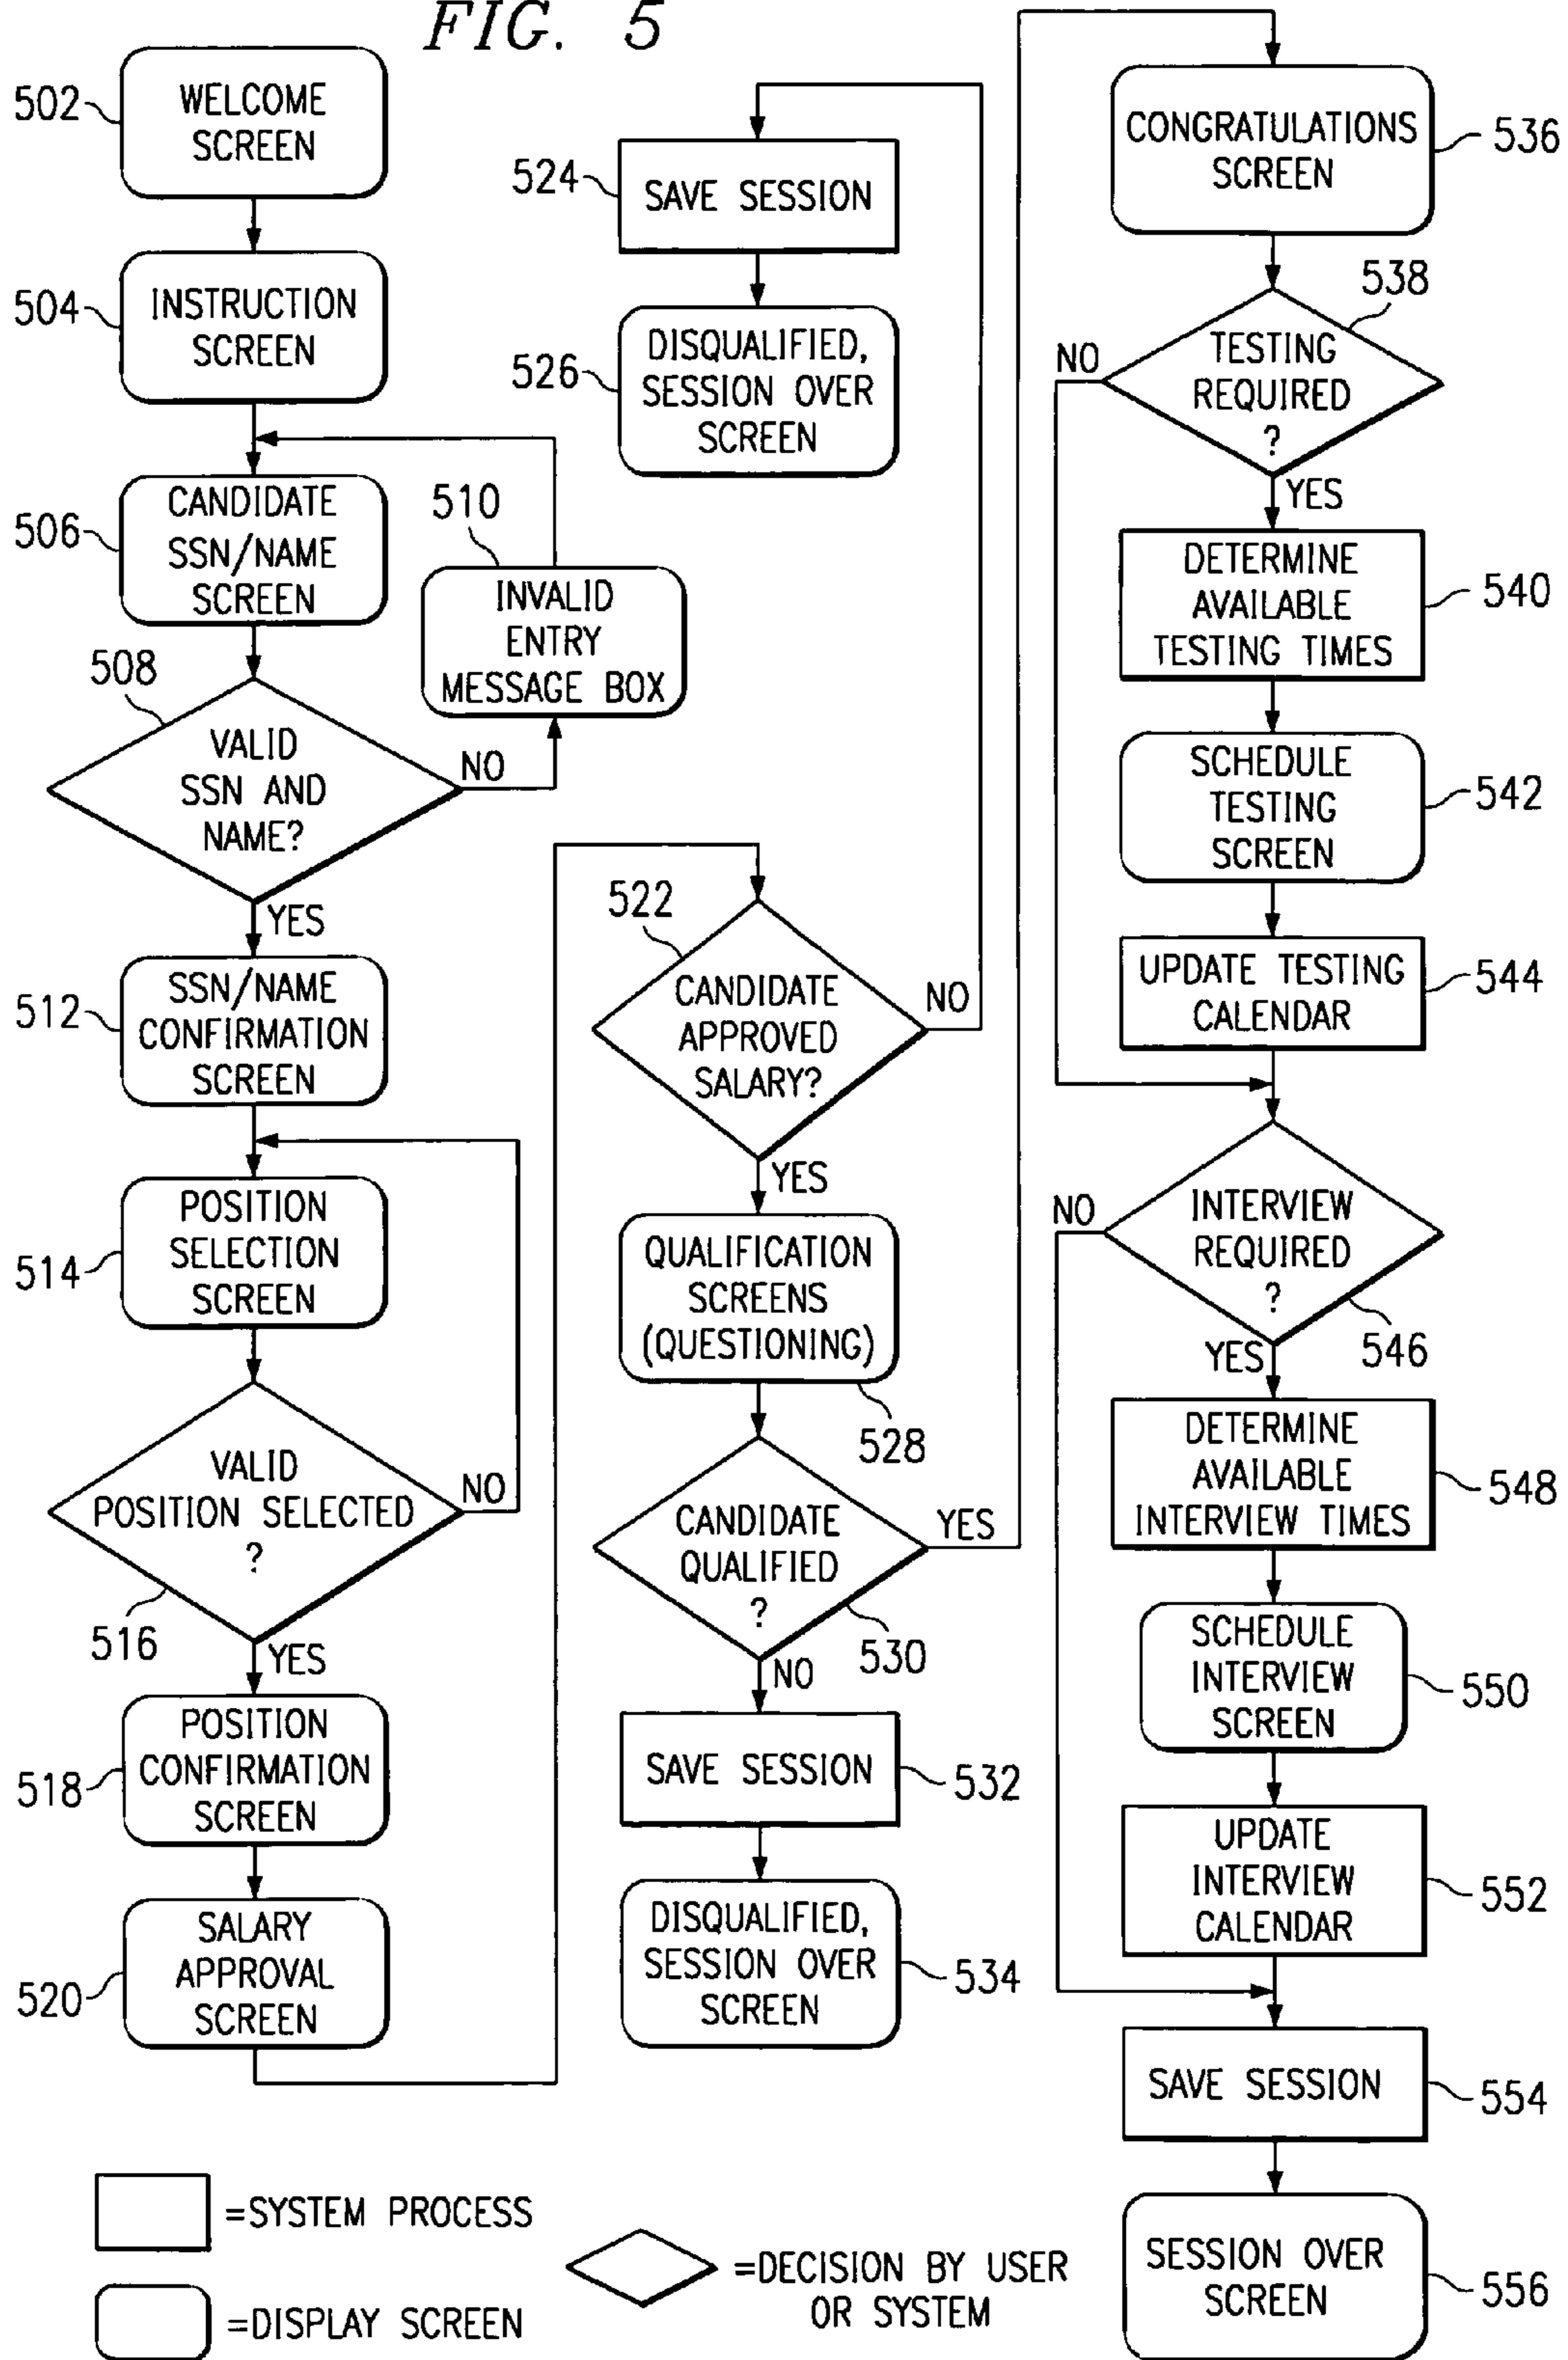 FIG. 5
502
WELCOME
SCREEN
504
INSTRUCTION
SCREEN
506
CANDIDATE
SSN/NAME
SCREEN
510
INVALID
ENTRY
MESSAGE BOX
508
VALID
SSN AND
NAME?
NO
YES
512
SSN/NAME
CONFIRMATION
SCREEN
514
POSITION
SELECTION
SCREEN
VALID
POSITION SELECTED
?
NO
516
YES
518
POSITION
CONFIRMATION
SCREEN
520
SALARY
APPROVAL
SCREEN
524
SAVE SESSION
526
DISQUALIFIED,
SESSION OVER
SCREEN
522
CANDIDATE
APPROVED
SALARY?
NO
YES
QUALIFICATION
SCREENS
(QUESTIONING)
528
CANDIDATE
QUALIFIED
?
YES
530
NO
SAVE SESSION
532
DISQUALIFIED,
SESSION OVER
SCREEN
534
CONGRATULATIONS
SCREEN
536
538
TESTING
REQUIRED
?
NO
YES
DETERMINE
AVAILABLE
TESTING TIMES
540
SCHEDULE
TESTING
SCREEN
542
UPDATE TESTING
CALENDAR
544
INTERVIEW
REQUIRED
?
NO
546
YES
DETERMINE
AVAILABLE
INTERVIEW TIMES
548
SCHEDULE
INTERVIEW
SCREEN
550
UPDATE
INTERVIEW
CALENDAR
552
SAVE SESSION
554
SESSION OVER
SCREEN
556
=SYSTEM PROCESS
=DISPLAY SCREEN
=DECISION BY USER
OR SYSTEM